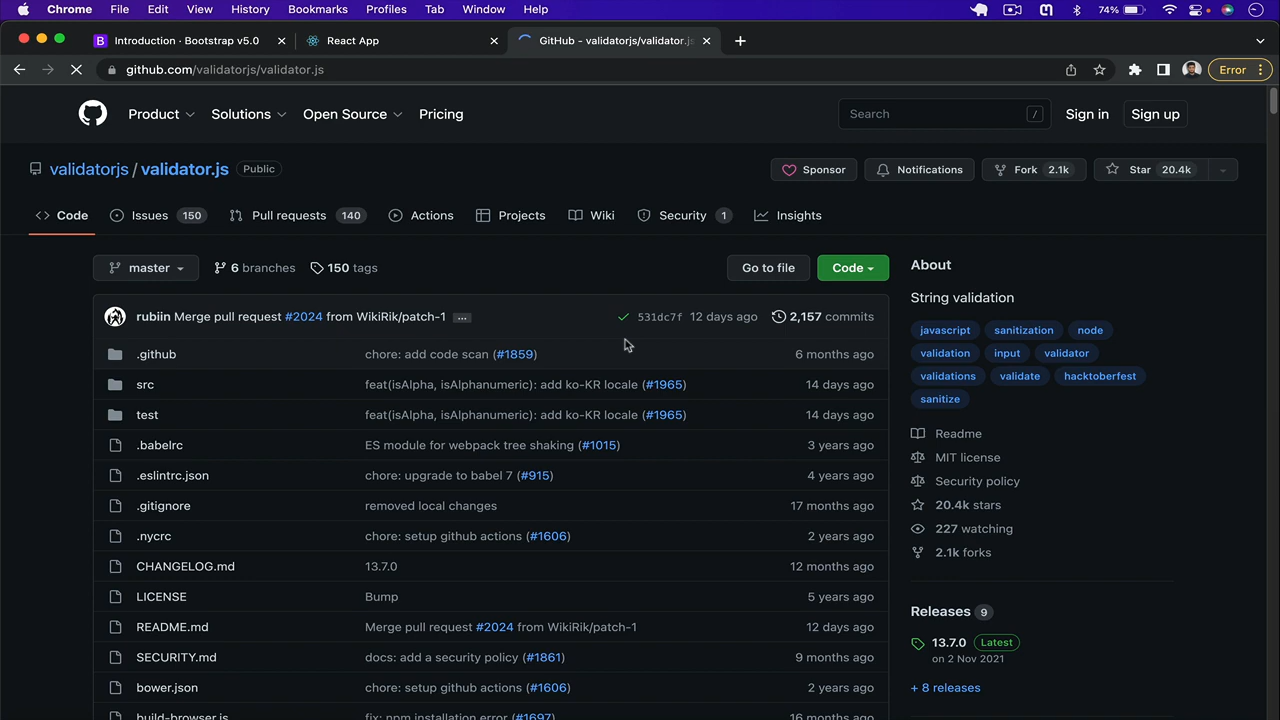 Chrome File Edit View History Bookmarks Profiles Tab Window Help 74%
B Introduction · Bootstrap v5.0 React App GitHub - validatorjs/validator.js
github.com/validatorjs/validator.js Error
Product Solutions Open Source Pricing Search / Sign in Sign up
validatorjs / validator.js Public Sponsor Notifications Fork 2.1k Star 20.4k
Code Issues 150 Pull requests 140 Actions Projects Wiki Security 1 Insights
master 6 branches 150 tags Go to file Code
rubiin Merge pull request #2024 from WikiRik/patch-1 ... 531dc7f 12 days ago 2,157 commits
.github chore: add code scan (#1859) 6 months ago
src feat(isAlpha, isAlphanumeric): add ko-KR locale (#1965) 14 days ago
test feat(isAlpha, isAlphanumeric): add ko-KR locale (#1965) 14 days ago
.babelrc ES module for webpack tree shaking (#1015) 3 years ago
.eslintrc.json chore: upgrade to babel 7 (#915) 4 years ago
.gitignore removed local changes 17 months ago
.nycrc chore: setup github actions (#1606) 2 years ago
CHANGELOG.md 13.7.0 12 months ago
LICENSE Bump 5 years ago
README.md Merge pull request #2024 from WikiRik/patch-1 12 days ago
SECURITY.md docs: add a security policy (#1861) 9 months ago
bower.json chore: setup github actions (#1606) 2 years ago
build-browser.js fix: npm installation error (#1697) 16 months ago
About
String validation
javascript sanitization node
validation input validator
validations validate hacktoberfest
sanitize
Readme
MIT license
Security policy
20.4k stars
227 watching
2.1k forks
Releases 9
13.7.0 Latest
on 2 Nov 2021
+ 8 releases